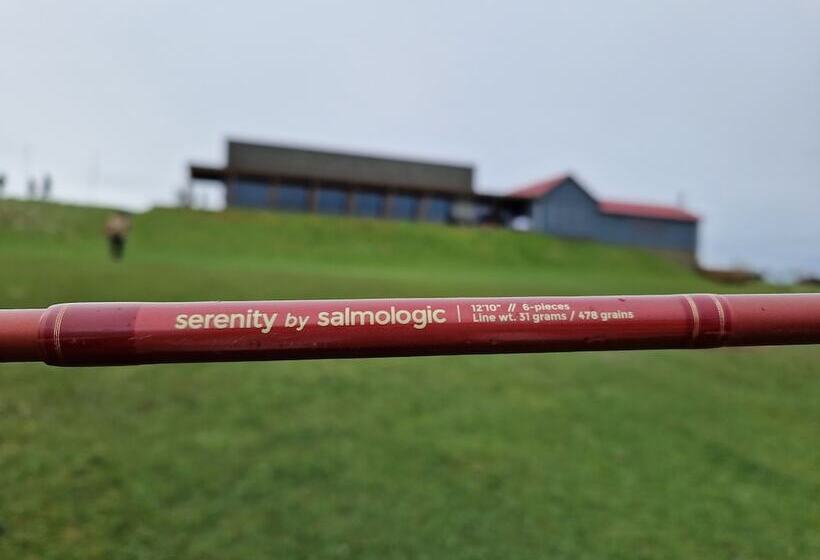 serenity by salmologic | 12'10" // 6-pieces
Line wt. 31 grams / 478 grains